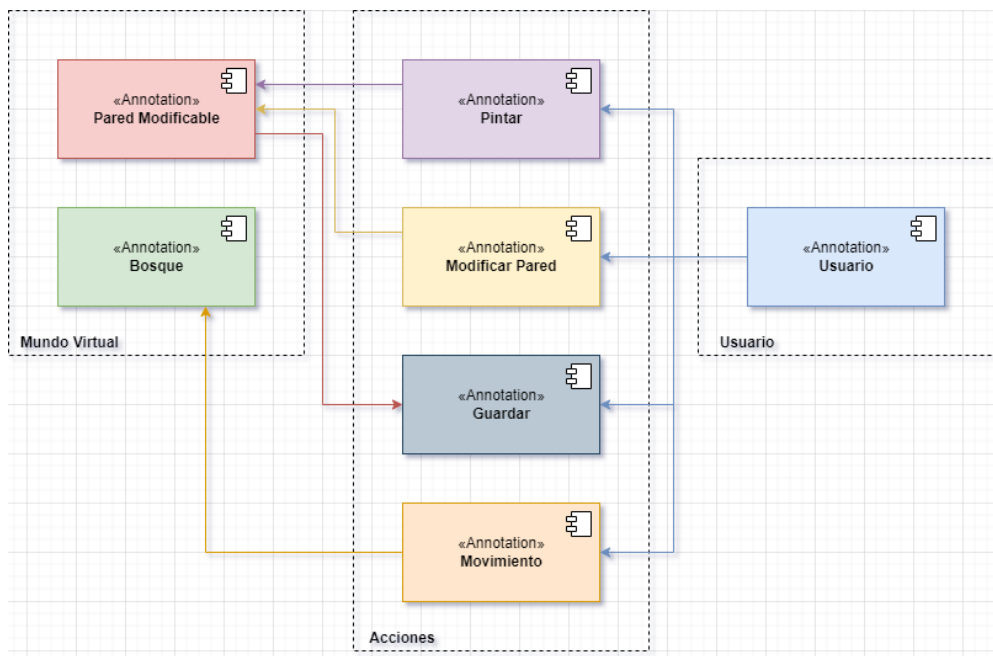 «Annotation»
Pared Modificable
«Annotation»
Bosque
Mundo Virtual
«Annotation»
Pintar
«Annotation»
Modificar Pared
«Annotation»
Guardar
«Annotation»
Movimiento
Acciones
«Annotation»
Usuario
Usuario